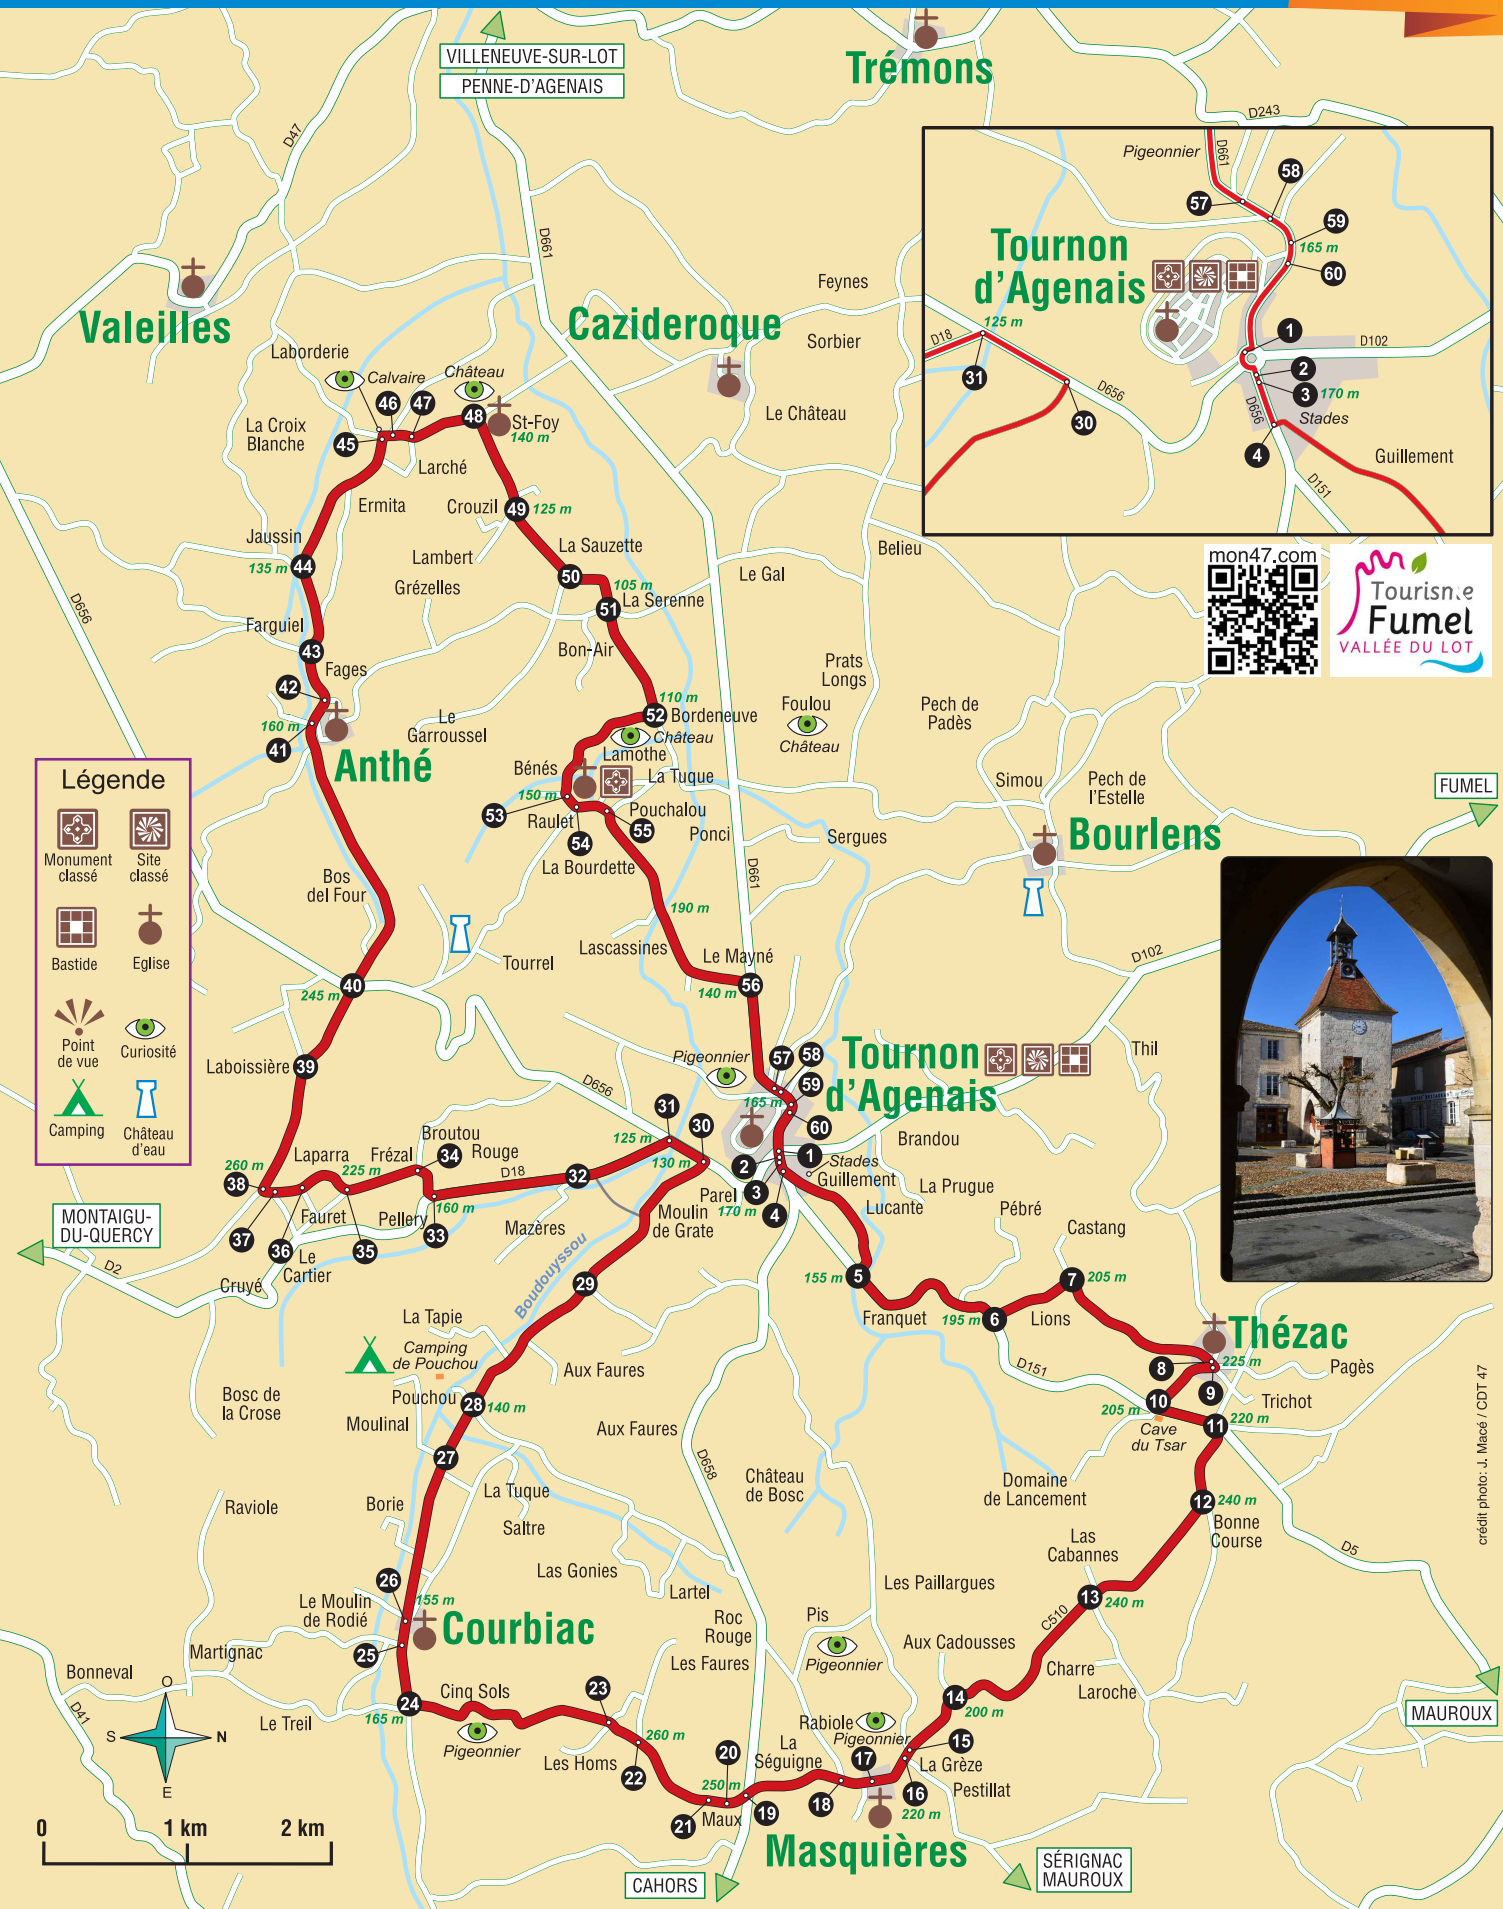 VILLENEUVE-SUR-LOT
PENNE-D'AGENAIS
Trémons
D243
D47
D661
Valeilles
Cazideroque
Feynes
Sorbier
Le Château
Laborderie
Calvaire
Château
46
47
48
St-Foy
140 m
La Croix
Blanche
45
Larché
Ermita
Crouzil
49
125 m
Jaussin
44
135 m
Lambert
Grézelles
La Sauzette
50
105 m
51
La Serenne
Bon-Air
Le Gal
Belieu
D656
Farguiel
43
Fages
42
160 m
41
Anthé
Le
Garroussel
110 m
52
Bordeneuve
Château
Lamothe
Bénés
La Tuque
150 m
53
Raulet
54
Pouchalou
55
Ponci
La Bourdette
Prats
Longs
Foulou
Château
Pech de
Padès
Simou
Pech de
l'Estelle
Sergues
Bourlens
FUMEL
Pigeonnier
D661
57
58
59
165 m
60
Tournon
d'Agenais
125 m
D18
31
D656
30
1
D102
2
3
170 m
D656
Stades
4
Guillement
D151
mon47.com
Tourisme
Fumel
VALLÉE DU LOT
Légende
Monument
classé
Site
classé
Bastide
Eglise
Point
de vue
Curiosité
Camping
Château
d'eau
Bos
del Four
190 m
D661
Lascassines
Le Mayné
56
140 m
Tourrel
40
245 m
D102
Laboissière
39
Pigeonnier
57
58
59
165 m
60
Tournon
d'Agenais
Thil
D656
31
30
125 m
130 m
Brandou
Broutou
34
Rouge
Frézal
Laparra
225 m
260 m
38
D18
32
160 m
33
Pellery
Fauret
35
36
37
Le
Cartier
Cruyé
MONTAIGU-
DU-QUERCY
D2
Mazères
Boudouyssou
Moulin
de Grate
1
2
3
4
Parel
170 m
Stades
Guillement
Lucante
La Prugue
Pébré
Castang
29
155 m
5
Franquet
195 m
6
7
205 m
Lions
D151
Thézac
8
225 m
9
Pagès
Trichot
10
205 m
Cave
du Tsar
11
220 m
La Tapie
Camping
de Pouchou
Pouchou
28
140 m
Aux Faures
Aux Faures
Bosc de
la Crose
Moulinal
27
D658
Château
de Bosc
Domaine
de Lancement
12
240 m
Bonne
Course
Raviole
Borie
La Tuque
Saltre
Las Gonies
Las
Cabannes
13
240 m
D5
C510
26
Le Moulin
de Rodié
155 m
Courbiac
25
Lartel
Roc
Rouge
Les Faures
Pis
Pigeonnier
Les Paillargues
Aux Cadousses
Charre
Laroche
Martignac
Bonneval
D41
Le Treil
24
165 m
Cinq Sols
Pigeonnier
23
Les Homs
22
260 m
20
250 m
21
Maux
19
Rabiole
Pigeonnier
La
Séguigne
17
18
14
200 m
15
La Grèze
16
Pestillat
220 m
Masquières
MAUROUX
SÉRIGNAC
MAUROUX
CAHORS
O
S
N
E
0
1 km
2 km
crédit photo: J. Macé / CDT 47